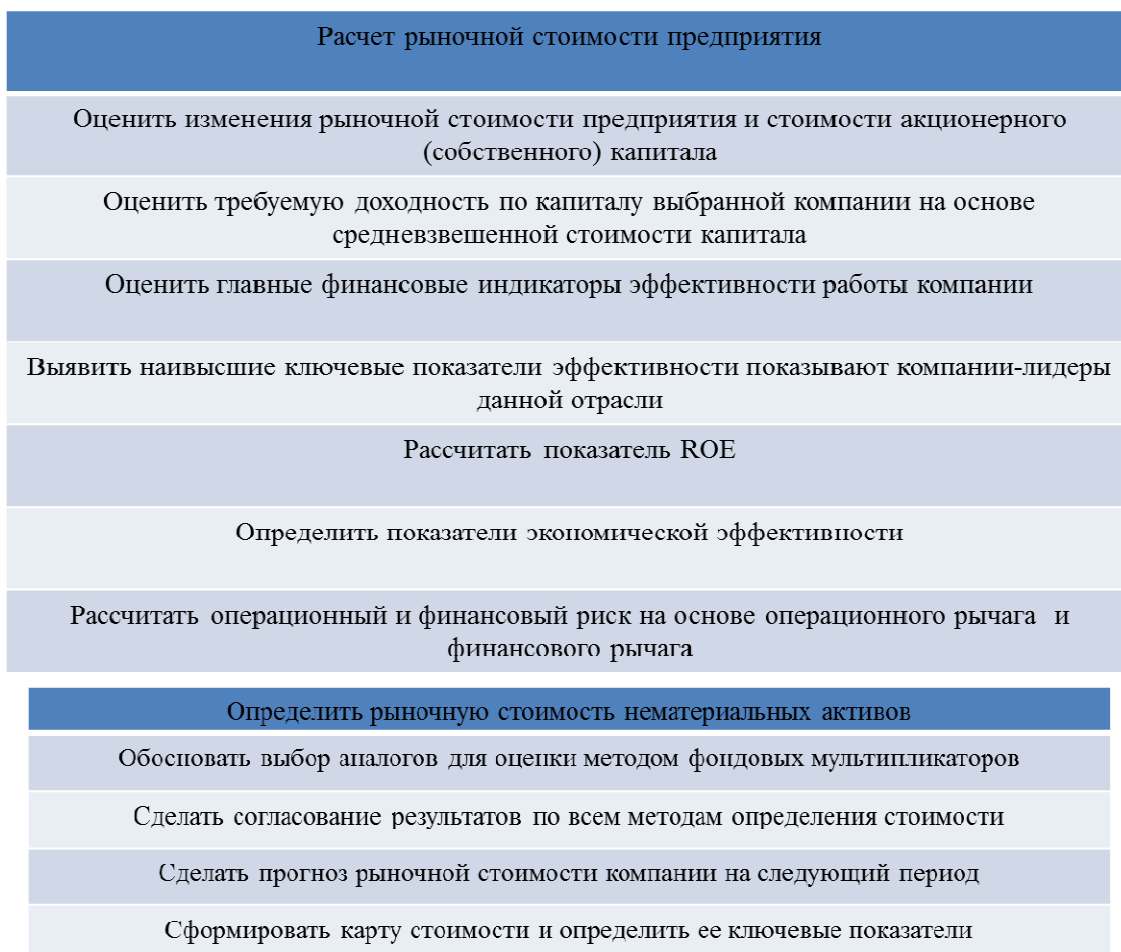 Расчет рыночной стоимости предприятия
Оценить изменения рыночной стоимости предприятия и стоимости акционерного
(собственного) капитала
Оценить требуемую доходность по капиталу выбранной компании на основе
средневзвешенной стоимости капитала
Оценить главные финансовые индикаторы эффективности работы компании
Выявить наивысшие ключевые показатели эффективности показывают компании-лидеры
данной отрасли
Рассчитать показатель ROE
Определить показатели экономической эффективности
Рассчитать операционный и финансовый риск на основе операционного рычага и
финансового рычага
Определить рыночную стоимость нематериальных активов
Обосновать выбор аналогов для оценки методом фондовых мультипликаторов
Сделать согласование результатов по всем методам определения стоимости
Сделать прогноз рыночной стоимости компании на следующий период
Сформировать карту стоимости и определить ее ключевые показатели